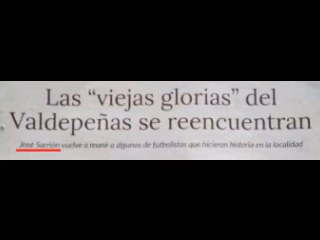 Las “viejas glorias” del
Valdepeñas se reencuentran
José Sarrión vuelve a reunir a algunos de futbolistas que hicieron historia en la localidad